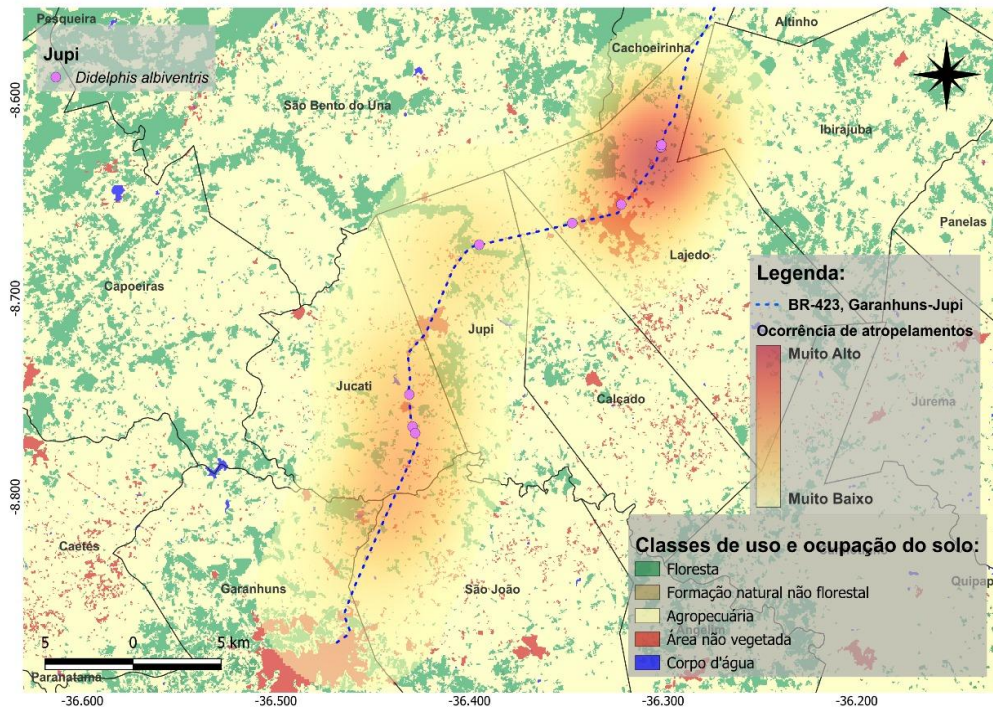 Pesqueira
Altinho
Jupi
Didelphis albiventris
Cachoeirinha
-8.600
São Bento do Una
Ibirajuba
Panelas
Lajedo
Capoeiras
Legenda:
BR-423, Garanhuns-Jupi
-8.700
Ocorrência de atropelamentos
Jupi
Muito Alto
Jucati
Calçado
Jurema
-8.800
Muito Baixo
Classes de uso e ocupação do solo:
Caetés
Floresta
Garanhuns
São João
Formação natural não florestal
Quipap
Agropecuária
Angelim
Área não vegetada
5 0 5 km
Corpo d'água
Paranatama
-36.600 -36.500 -36.400 -36.300 -36.200